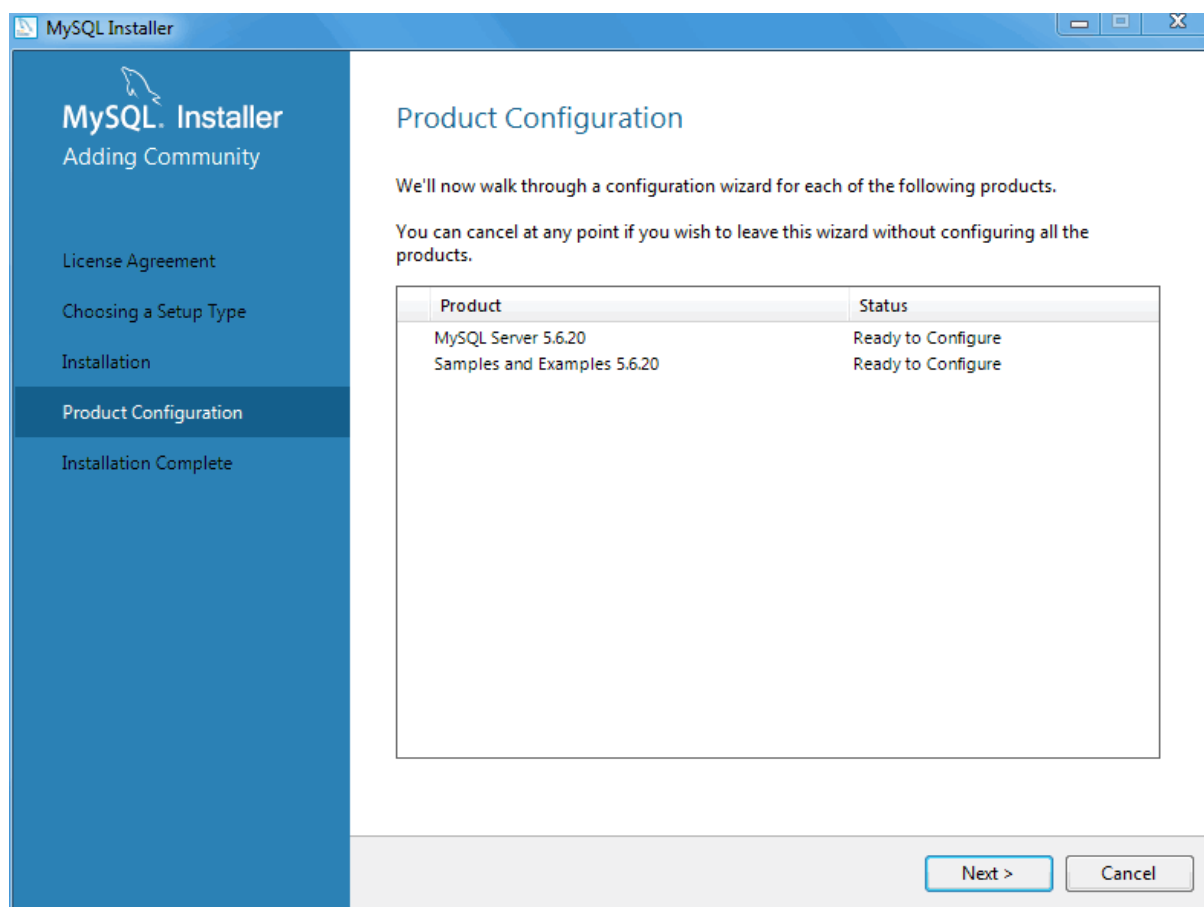 MySQL Installer
MySQL. Installer
Adding Community
License Agreement
Choosing a Setup Type
Installation
Product Configuration
Installation Complete
Product Configuration
We'll now walk through a configuration wizard for each of the following products.
You can cancel at any point if you wish to leave this wizard without configuring all the
products.
Product Status
MySQL Server 5.6.20 Ready to Configure
Samples and Examples 5.6.20 Ready to Configure
Next > Cancel